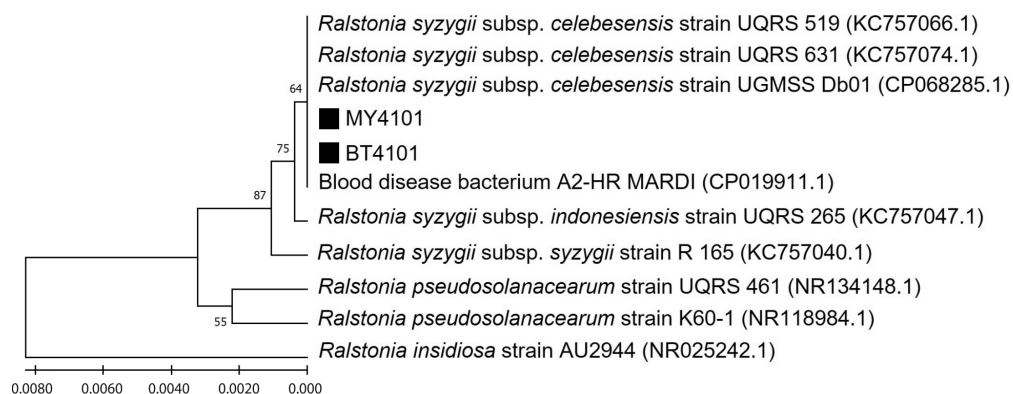 Ralstonia syzygii subsp. celebesensis strain UQRS 519 (KC757066.1)
Ralstonia syzygii subsp. celebesensis strain UQRS 631 (KC757074.1)
Ralstonia syzygii subsp. celebesensis strain UGMSS Db01 (CP068285.1)
64
MY4101
75
BT4101
Blood disease bacterium A2-HR MARDI (CP019911.1)
87
Ralstonia syzygii subsp. indonesiensis strain UQRS 265 (KC757047.1)
Ralstonia syzygii subsp. syzygii strain R 165 (KC757040.1)
Ralstonia pseudosolanacearum strain UQRS 461 (NR134148.1)
55
Ralstonia pseudosolanacearum strain K60-1 (NR118984.1)
Ralstonia insidiosa strain AU2944 (NR025242.1)
0.0080 0.0060 0.0040 0.0020 0.000